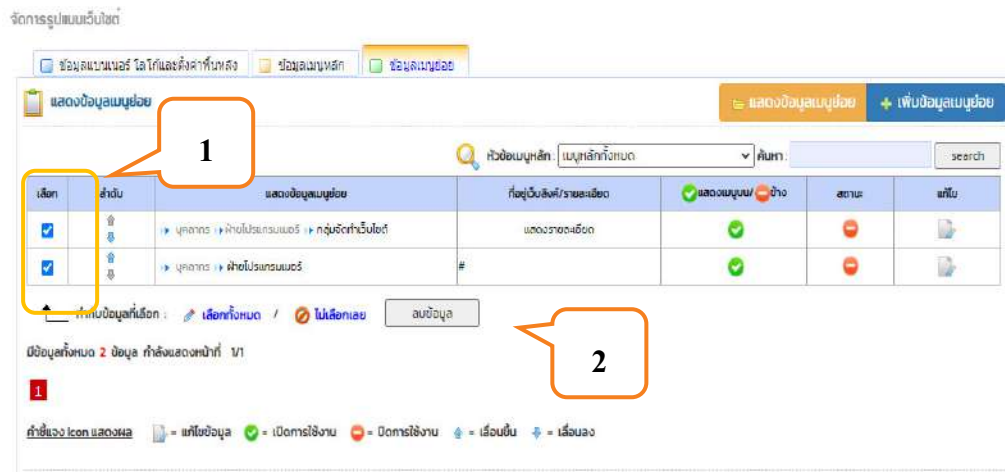 จัดการรูปแบบเว็บไซต์
ข้อมูลแบนเนอร์ โลโก้และตั้งค่าพื้นหลัง ข้อมูลเมนูหลัก ข้อมูลเมนูย่อย
แสดงข้อมูลเมนูย่อย แสดงข้อมูลเมนูย่อย เพิ่มข้อมูลเมนูย่อย
1
หัวข้อเมนูหลัก : เมนูหลักทั้งหมด ค้นหา : search
เลือก ลำดับ แสดงข้อมูลเมนูย่อย ที่อยู่เว็บลิงค์/รายละเอียด แสดงเมนูบน/ ข้าง สถานะ แก้ไข
บุคลากร ฝ่ายโปรแกรมเมอร์ กลุ่มจัดทำเว็บไซต์ แสดงรายละเอียด
บุคลากร ฝ่ายโปรแกรมเมอร์ #
ทำกับข้อมูลที่เลือก : เลือกทั้งหมด / ไม่เลือกเลย ลบข้อมูล
2
มีข้อมูลทั้งหมด 2 ข้อมูล กำลังแสดงหน้าที่ 1/1
1
คำชี้แจง Icon แสดงผล = แก้ไขข้อมูล = เปิดการใช้งาน = ปิดการใช้งาน = เลื่อนขึ้น = เลื่อนลง